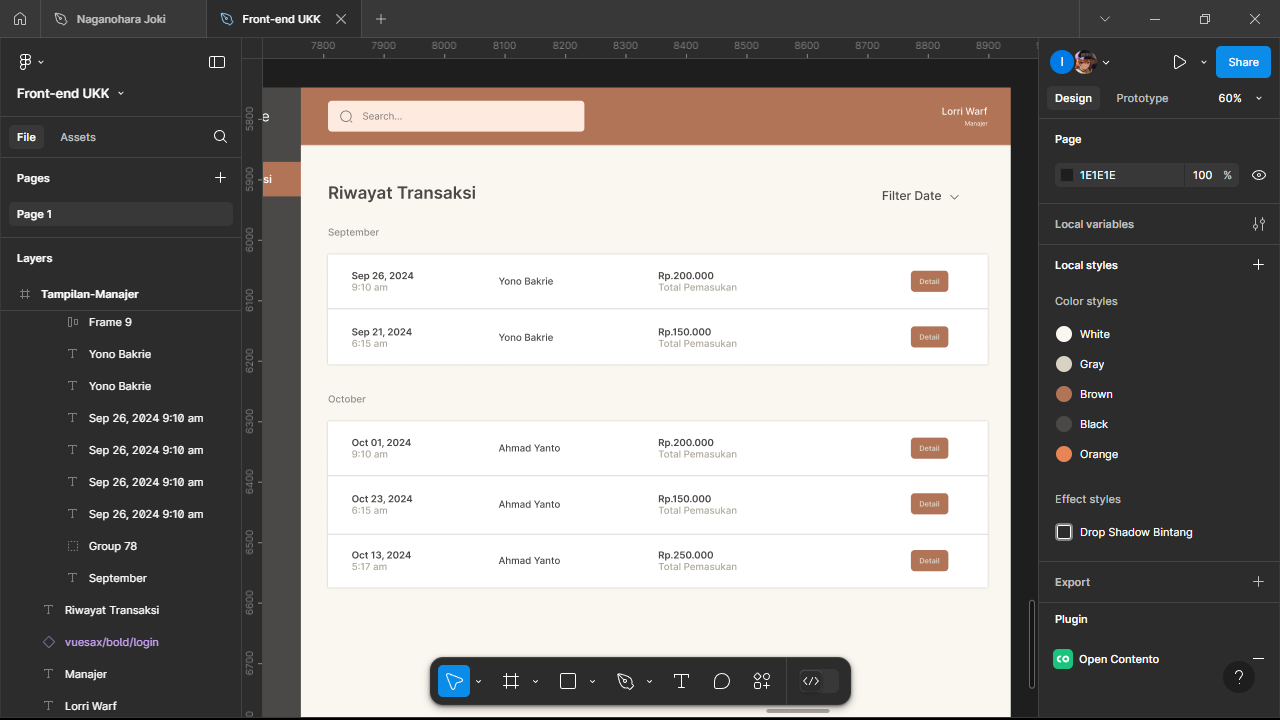 Naganohara Joki
Front-end UKK
7800 7900 8000 8100 8200 8300 8400 8500 8600 8700 8800 8900
Front-end UKK
I
Share
File Assets
Design Prototype 60%
Pages
Page 1
Layers
Tampilan-Manajer
Frame 9
Yono Bakrie
Yono Bakrie
Sep 26, 2024 9:10 am
Sep 26, 2024 9:10 am
Sep 26, 2024 9:10 am
Sep 26, 2024 9:10 am
Group 78
September
Riwayat Transaksi
vuesax/bold/login
Manajer
Lorri Warf
5800
5900
6000
6100
6200
6300
6400
6500
6600
6700
e
si
Search...
Lorri Warf
Manajer
Riwayat Transaksi
Filter Date
September
Sep 26, 2024
9:10 am
Yono Bakrie
Rp.200.000
Total Pemasukan
Detail
Sep 21, 2024
6:15 am
Yono Bakrie
Rp.150.000
Total Pemasukan
Detail
October
Oct 01, 2024
9:10 am
Ahmad Yanto
Rp.200.000
Total Pemasukan
Detail
Oct 23, 2024
6:15 am
Ahmad Yanto
Rp.150.000
Total Pemasukan
Detail
Oct 13, 2024
5:17 am
Ahmad Yanto
Rp.250.000
Total Pemasukan
Detail
Page
1E1E1E 100 %
Local variables
Local styles
Color styles
White
Gray
Brown
Black
Orange
Effect styles
Drop Shadow Bintang
Export
Plugin
Open Contento
?